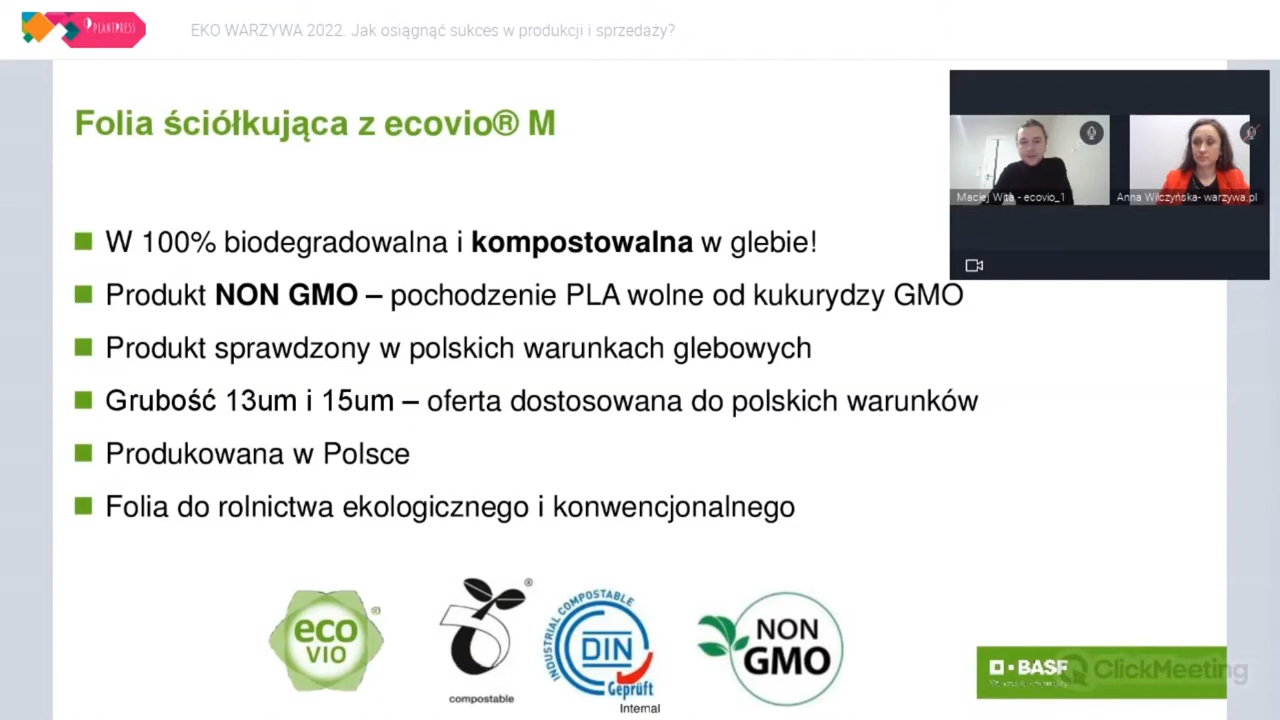 PLANTPRESS
EKO WARZYWA 2022. Jak osiągnąć sukces w produkcji i sprzedaży?
Folia ściółkująca z ecovio® M
Maciej Wita - ecovio_1
Anna Wilczyńska- warzywa.pl
W 100% biodegradowalna i kompostowalna w glebie!
Produkt NON GMO – pochodzenie PLA wolne od kukurydzy GMO
Produkt sprawdzony w polskich warunkach glebowych
Grubość 13um i 15um – oferta dostosowana do polskich warunków
Produkowana w Polsce
Folia do rolnictwa ekologicznego i konwencjonalnego
eco
VIO
®
®
compostable
INDUSTRIAL COMPOSTABLE
DIN
Geprüft
NON
GMO
Internal
BASF
ClickMeeting